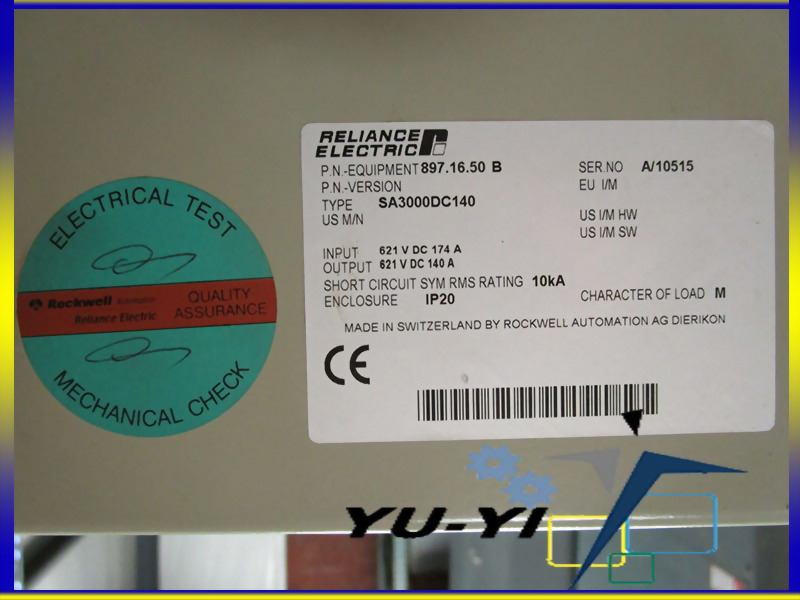 ELECTRICAL TEST
Rockwell Automation
Reliance Electric
QUALITY
ASSURANCE
MECHANICAL CHECK
RELIANCE
ELECTRIC
P.N.-EQUIPMENT 897.16.50 B SER.NO A/10515
P.N.-VERSION EU I/M
TYPE SA3000DC140
US M/N US I/M HW
US I/M SW
INPUT 621 V DC 174 A
OUTPUT 621 V DC 140 A
SHORT CIRCUIT SYM RMS RATING 10kA
ENCLOSURE IP20 CHARACTER OF LOAD M
MADE IN SWITZERLAND BY ROCKWELL AUTOMATION AG DIERIKON
CE
YU-YI